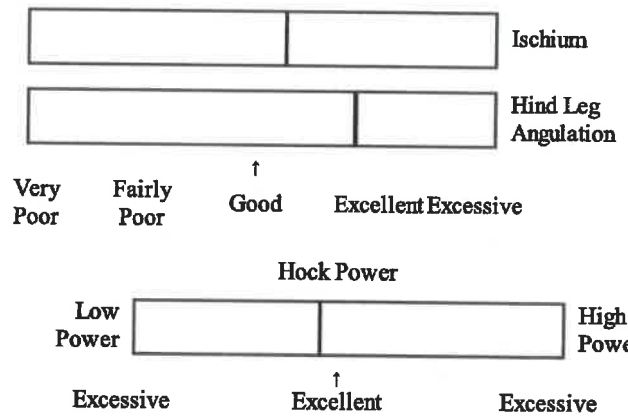 Ischium
Hind Leg
Angulation
↑
Very Poor
Fairly Poor
Good
Excellent
Excessive
Hock Power
Low
Power
High
Powe
↑
Excessive
Excellent
Excessive